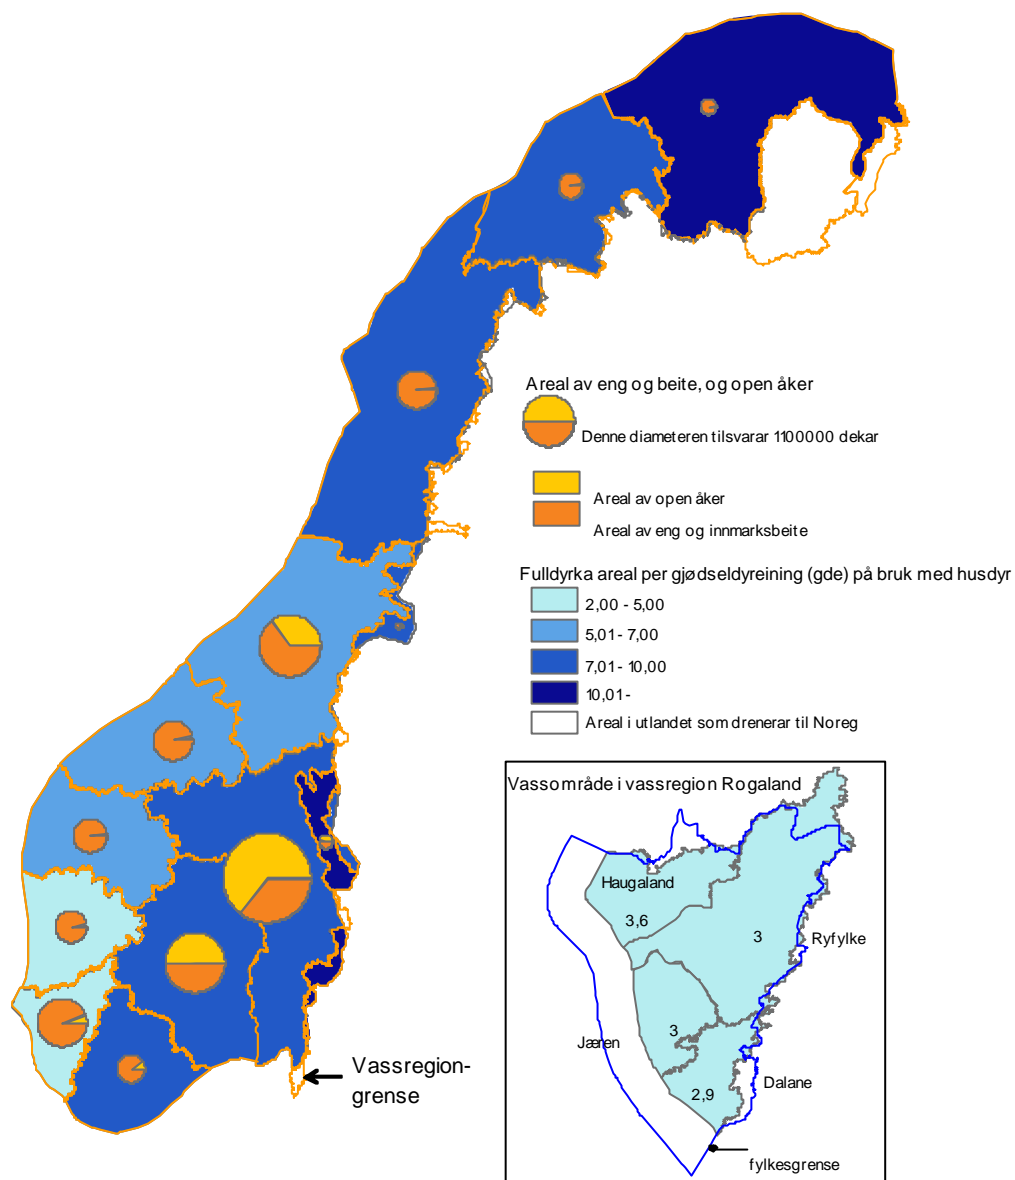 Areal av eng og beite, og open åker
Denne diameteren tilsvarar 1100000 dekar
Areal av open åker
Areal av eng og innmarksbeite
Fulldyrka areal per gjødseldyreining (gde) på bruk med husdyr
2,00 - 5,00
5,01 - 7,00
7,01 - 10,00
10,01 -
Areal i utlandet som drenerar til Noreg
Vassområde i vassregion Rogaland
Haugaland
3,6
3
Ryfylke
3
Jæren
Dalane
2,9
fylkesgrense
Vassregion-
grense